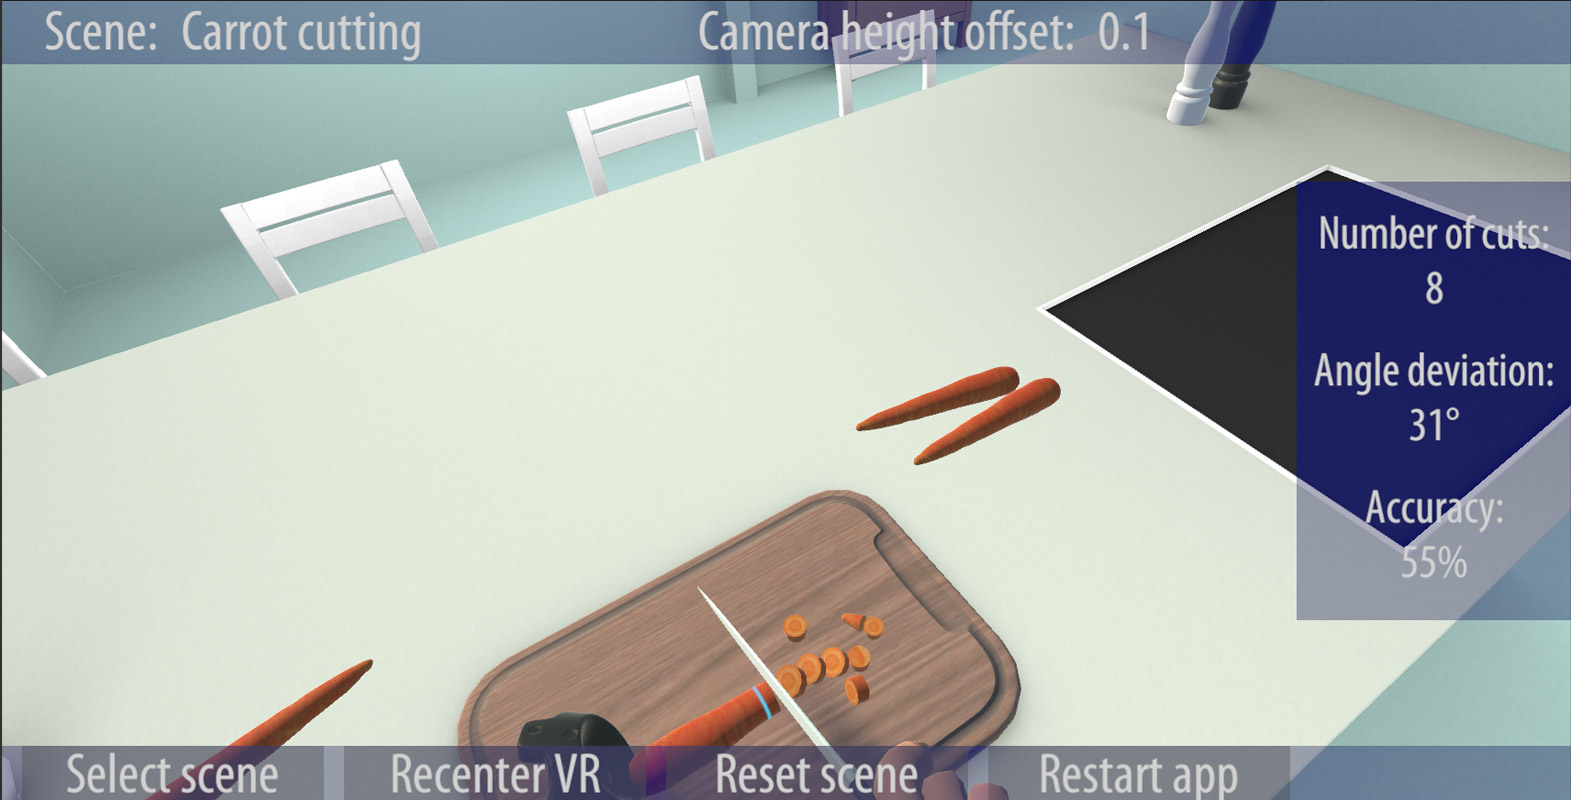 Scene: Carrot cutting
Camera height offset: 0.1
Number of cuts:
8
Angle deviation:
31°
Accuracy:
55%
Select scene
Recenter VR
Reset scene
Restart app